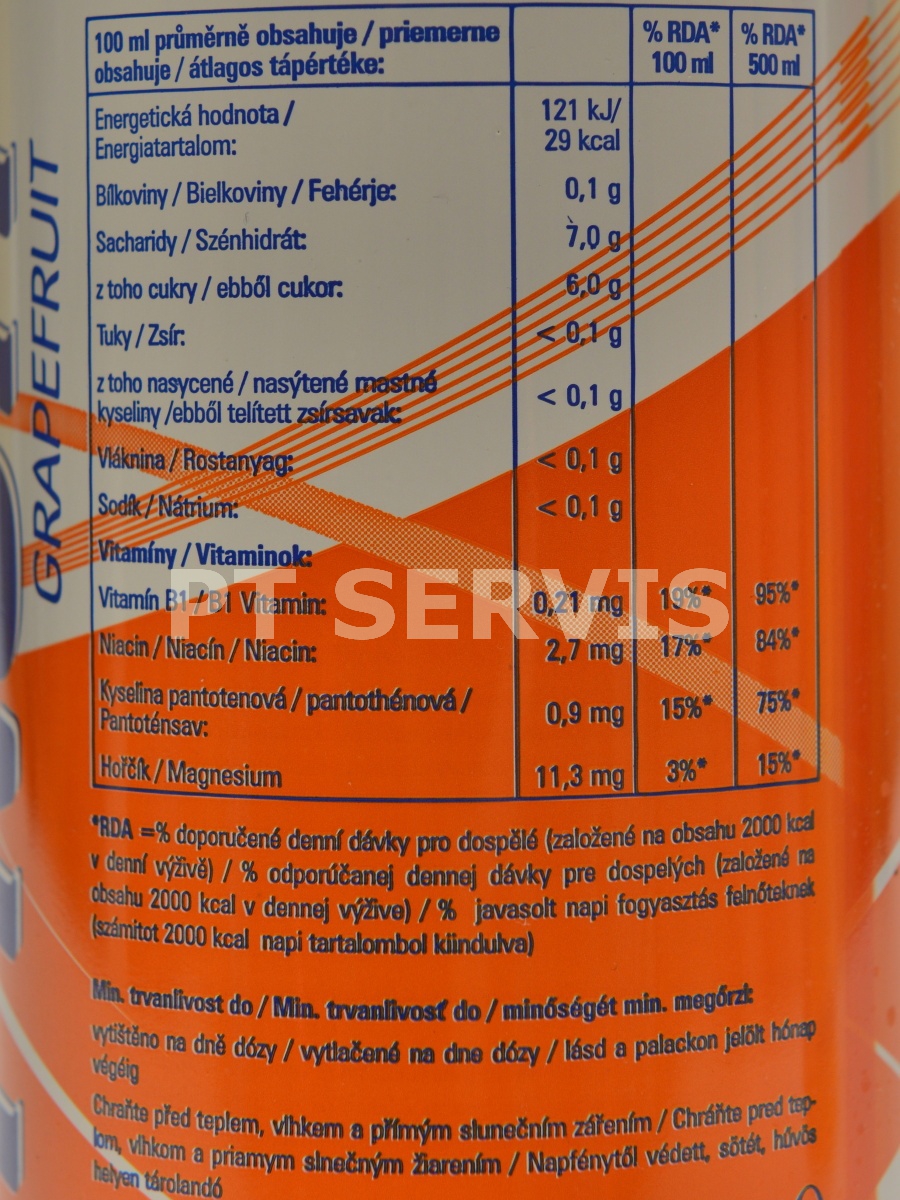 100 ml průměrně obsahuje / priemerne
obsahuje / átlagos tápértéke:
% RDA*
100 ml
% RDA*
500 ml
Energetická hodnota /
Energiatartalom:
121 kJ/
29 kcal
Bílkoviny / Bielkoviny / Fehérje: 0,1 g
Sacharidy / Szénhidrát: 7,0 g
z toho cukry / ebből cukor: 6,0 g
Tuky / Zsír: < 0,1 g
z toho nasycené / nasýtené mastné
kyseliny /ebből telített zsírsavak: < 0,1 g
Vláknina / Rostanyag: < 0,1 g
Sodík / Nátrium: < 0,1 g
Vitamíny / Vitaminok:
Vitamín B1 / B1 Vitamin: 0,21 mg 19%* 95%*
Niacin / Niacín / Niacin: 2,7 mg 17%* 84%*
Kyselina pantotenová / pantothénová /
Pantoténsav: 0,9 mg 15%* 75%*
Hořčík / Magnesium 11,3 mg 3%* 15%*
*RDA =% doporučené denní dávky pro dospělé (založené na obsahu 2000 kcal
v denní výživě) / % odporúčanej dennej dávky pre dospelých (založené na
obsahu 2000 kcal v dennej výžive) / % javasolt napi fogyasztás felnőteknek
(számitot 2000 kcal napi tartalombol kiindulva)
Min. trvanlivost do / Min. trvanlivosť do / minőségét min. megőrzi:
vytištěno na dně dózy / vytlačené na dne dózy / lásd a palackon jelölt hónap
végéig
Chraňte před teplem, vlhkem a přímým slunečním zářením / Chráňte pred tep-
lom, vlhkom a priamym slnečným žiarením / Napfénytől védett, sötét, hűvös
helyen tárolandó
GRAPEFRUIT
PT SERVIS